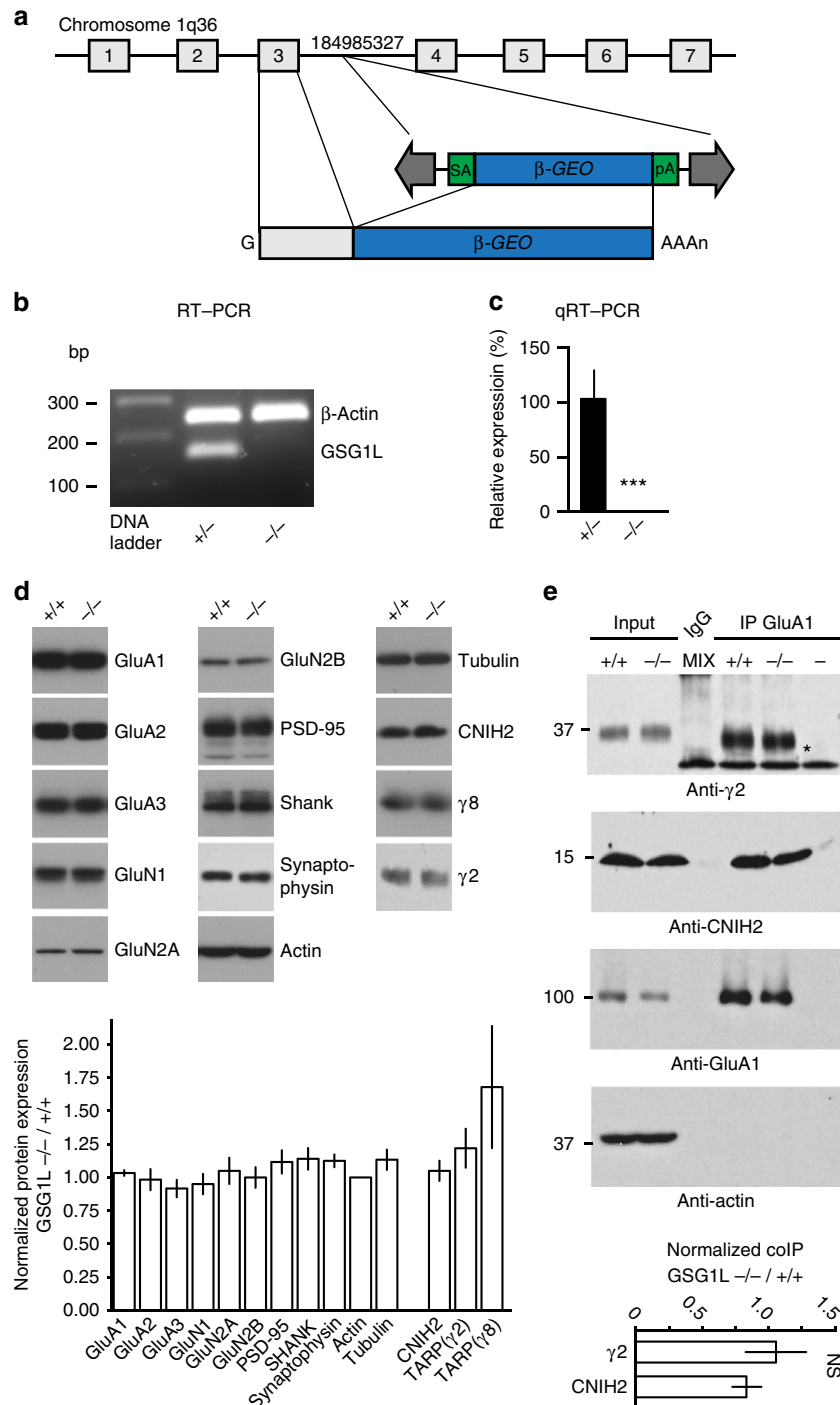 a
Chromosome 1q36
184985327
1 2 3 4 5 6 7
SA β-GEO pA
G β-GEO AAAn
b
RT–PCR
bp
300
200
100
β-Actin
GSG1L
DNA ladder
+/–
–/–
c
qRT–PCR
Relative expressioin (%)
150
100
50
0
***
+/–
–/–
d
+/+ –/– +/+ –/– +/+ –/–
GluA1 GluN2B Tubulin
GluA2 PSD-95 CNIH2
GluA3 Shank γ8
GluN1 Synapto-physin γ2
GluN2A Actin
Normalized protein expression
GSG1L –/– / +/+
2.00
1.75
1.50
1.25
1.00
0.75
0.50
0.25
0.00
GluA1
GluA2
GluA3
GluN1
GluN2A
GluN2B
PSD-95
SHANK
Synaptophysin
Actin
Tubulin
CNIH2
TARP(γ2)
TARP(γ8)
e
Input IgG IP GluA1
+/+ –/– MIX +/+ –/– –
37
*
Anti-γ2
15
Anti-CNIH2
100
Anti-GluA1
37
Anti-actin
Normalized coIP
GSG1L –/– / +/+
0 0.5 1.0 1.5
γ2
CNIH2
NS